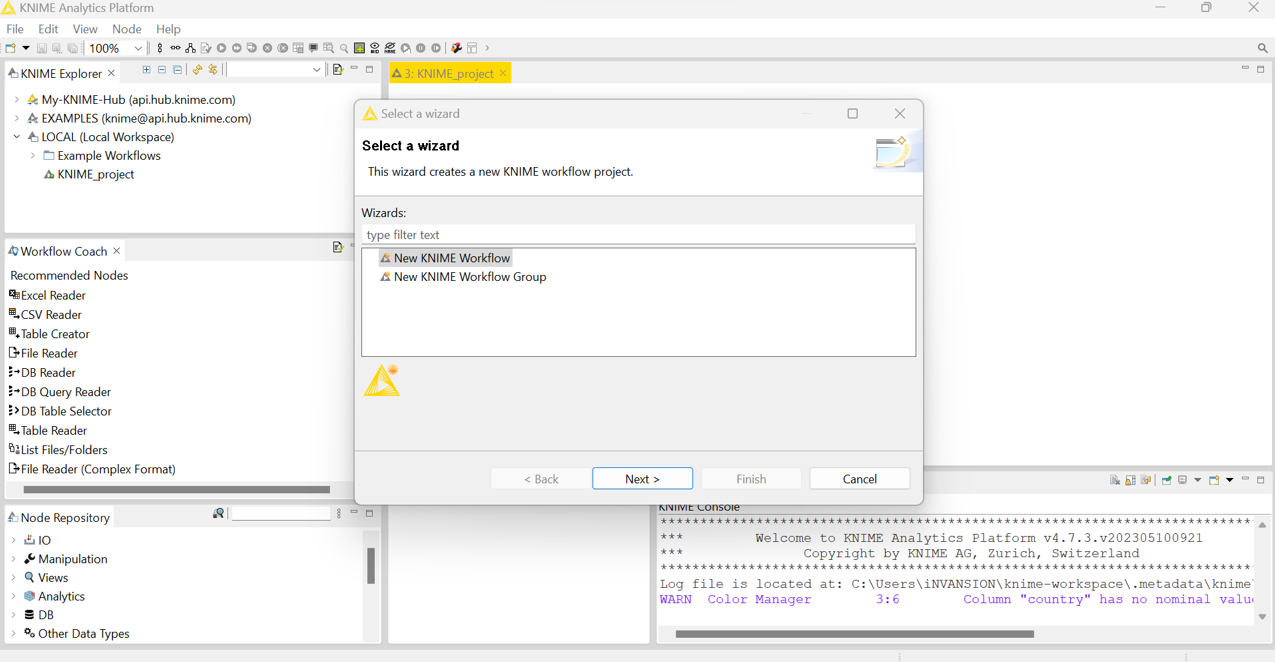 KNIME Analytics Platform
File Edit View Node Help
100%
KNIME Explorer
My-KNIME-Hub (api.hub.knime.com)
EXAMPLES (knime@api.hub.knime.com)
LOCAL (Local Workspace)
Example Workflows
KNIME_project
3: KNIME_project
Select a wizard
Select a wizard
This wizard creates a new KNIME workflow project.
Wizards:
type filter text
New KNIME Workflow
New KNIME Workflow Group
< Back Next > Finish Cancel
Workflow Coach
Recommended Nodes
Excel Reader
CSV Reader
Table Creator
File Reader
DB Reader
DB Query Reader
DB Table Selector
Table Reader
List Files/Folders
File Reader (Complex Format)
Node Repository
IO
Manipulation
Views
Analytics
DB
Other Data Types
KNIME Console
***********************************************************************
*** Welcome to KNIME Analytics Platform v4.7.3.v202305100921
*** Copyright by KNIME AG, Zurich, Switzerland
***********************************************************************
Log file is located at: C:\Users\iNVANSION\knime-workspace\.metadata\knime\
WARN Color Manager 3:6 Column "country" has no nominal